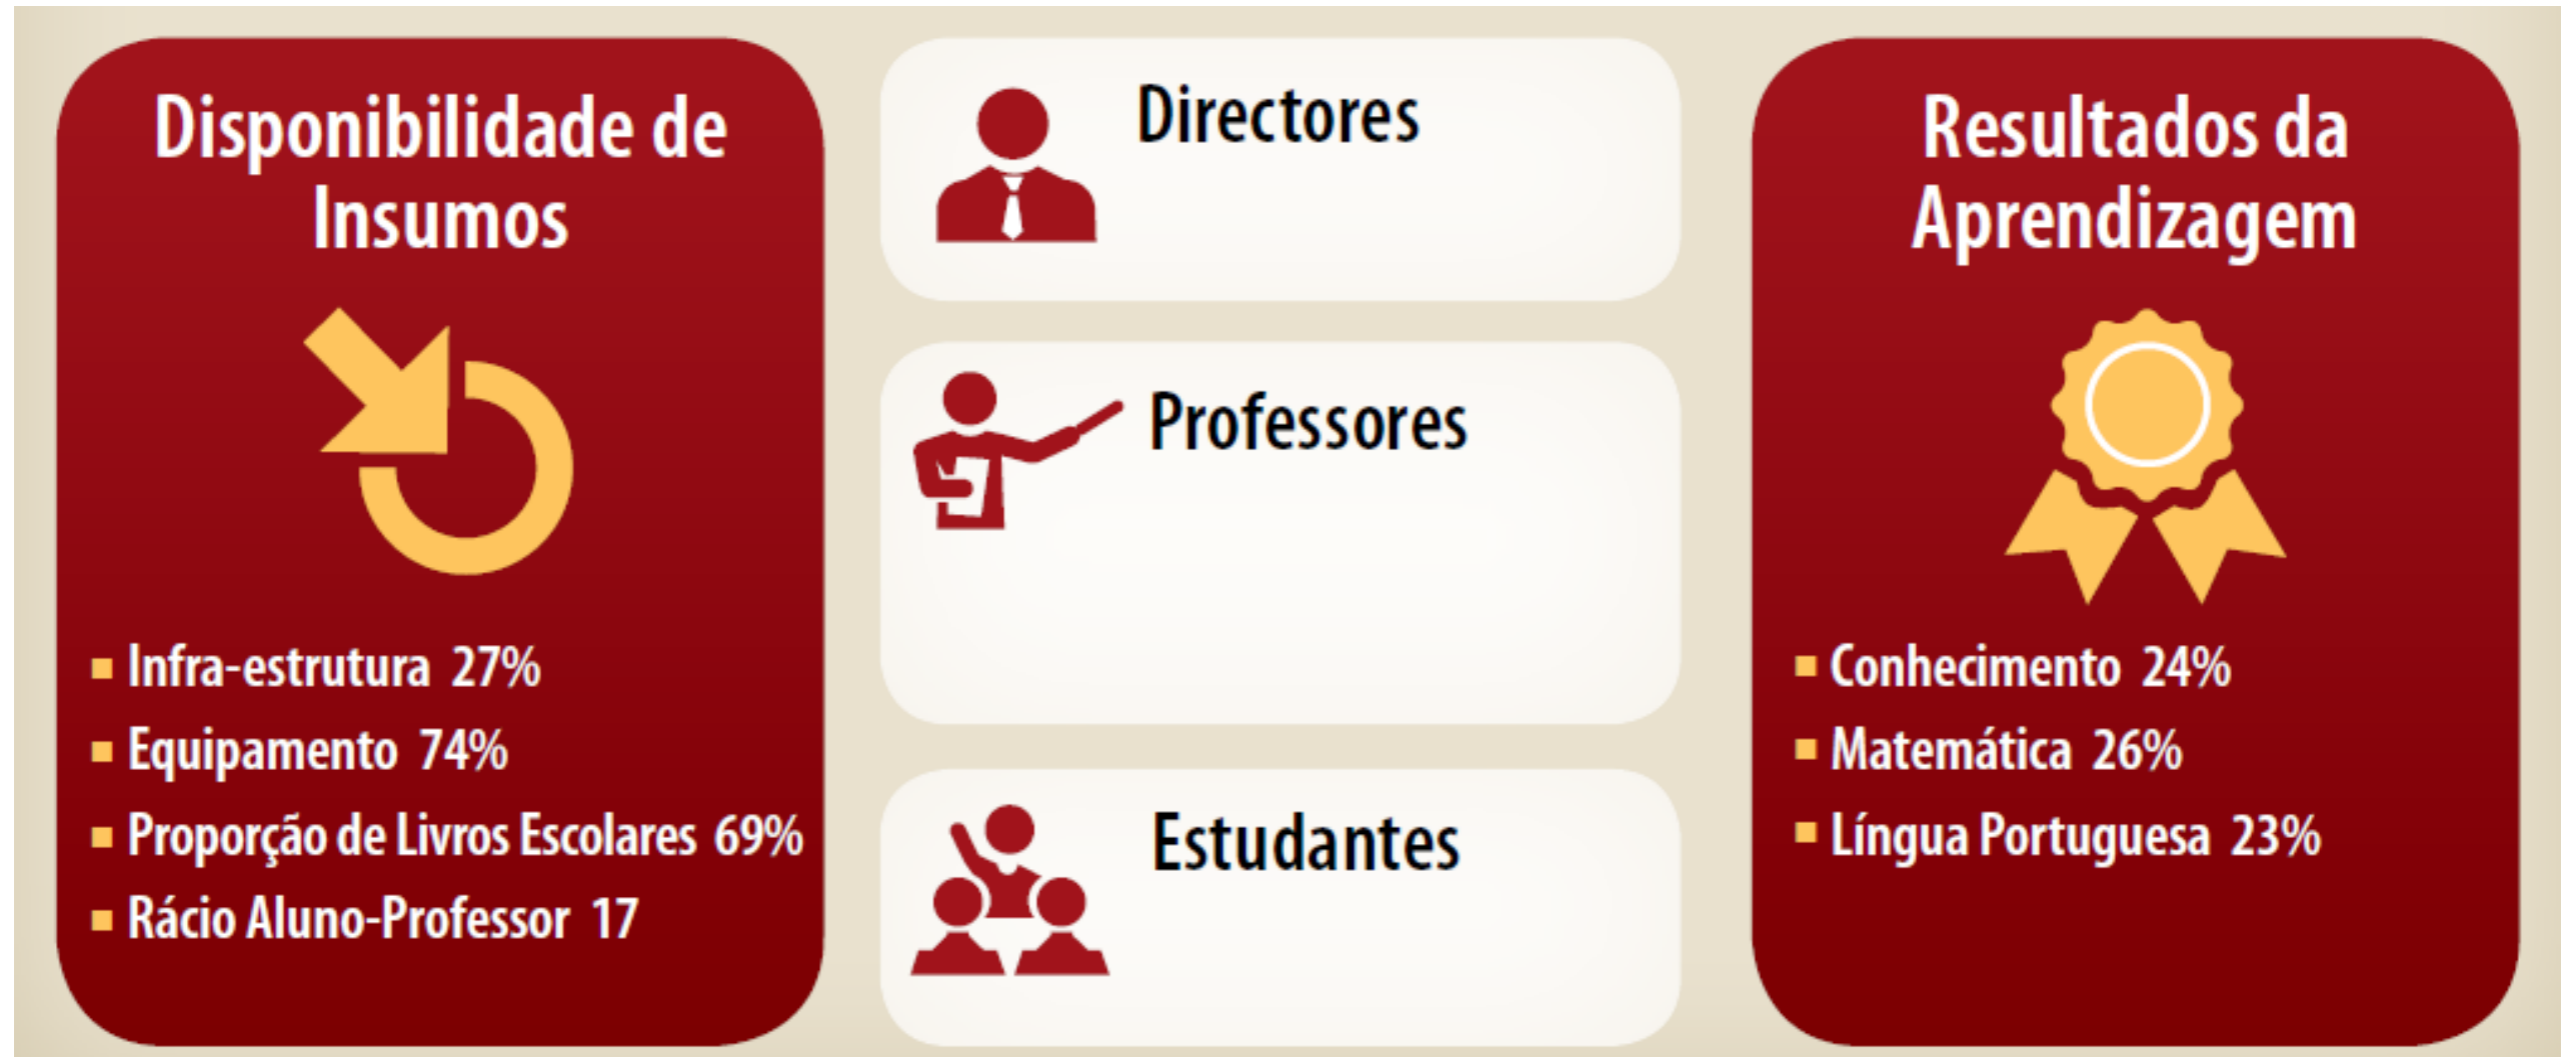 Disponibilidade de
Insumos
Infra-estrutura 27%
Equipamento 74%
Proporção de Livros Escolares 69%
Rácio Aluno-Professor 17
Directores
Professores
Estudantes
Resultados da
Aprendizagem
Conhecimento 24%
Matemática 26%
Língua Portuguesa 23%